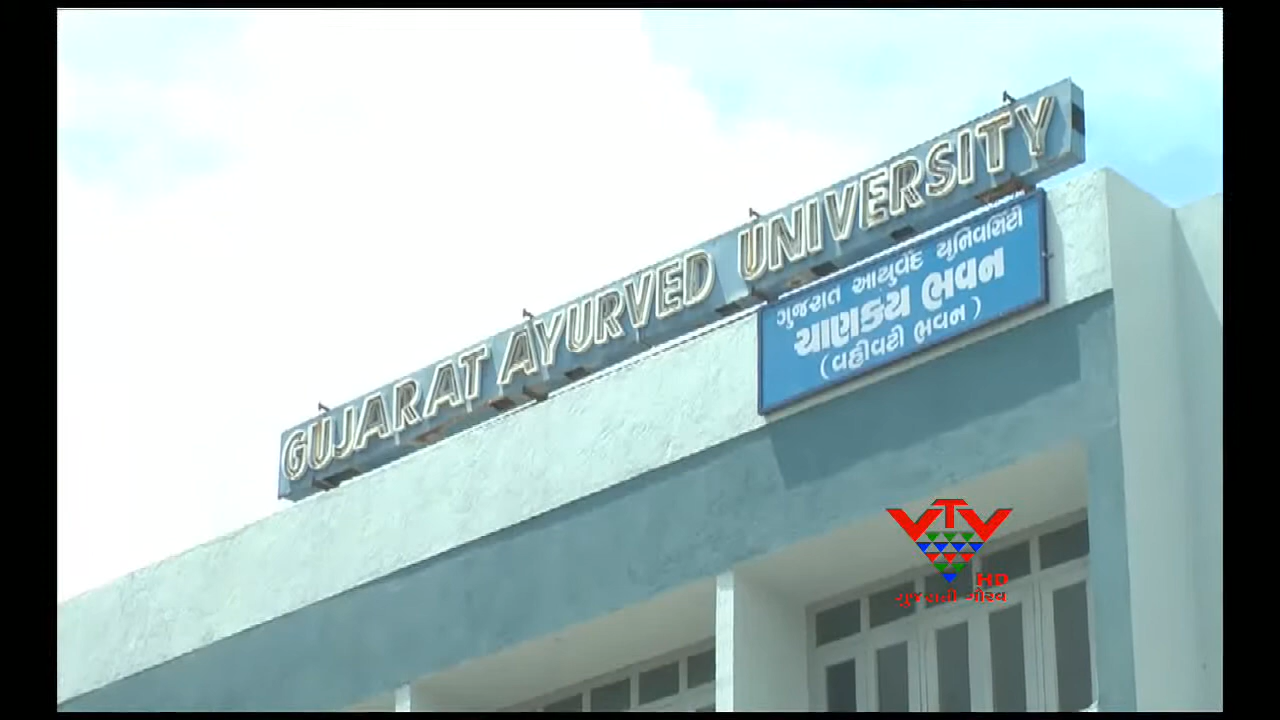 GUJARAT AYURVED UNIVERSITY
ગુજરાત આયુર્વેદ યુનિવર્સિટી
ચાણક્ય ભવન
(વહીવટી ભવન)
VTV
HD
ગુજરાતી ગૌરવ